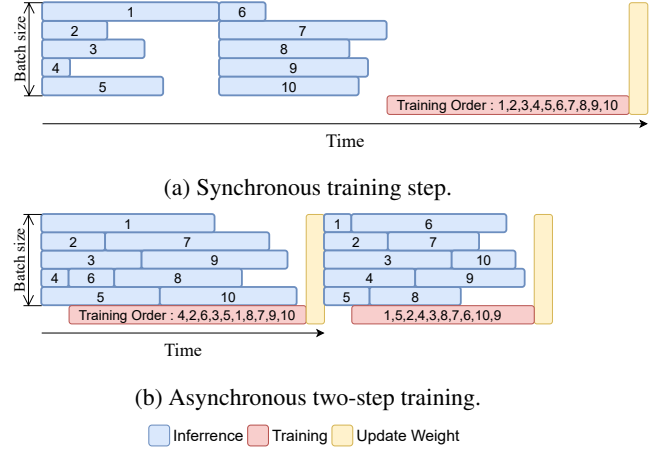 Batch size
1 6
2 7
3 8
4 9
5 10
Training Order : 1,2,3,4,5,6,7,8,9,10
Time
(a) Synchronous training step.
Batch size
1 1 6
2 7 2 7
3 9 3 10
4 6 8 4 9
5 10 5 8
Training Order : 4,2,6,3,5,1,8,7,9,10 1,5,2,4,3,8,7,6,10,9
Time
(b) Asynchronous two-step training.
Inferrence Training Update Weight